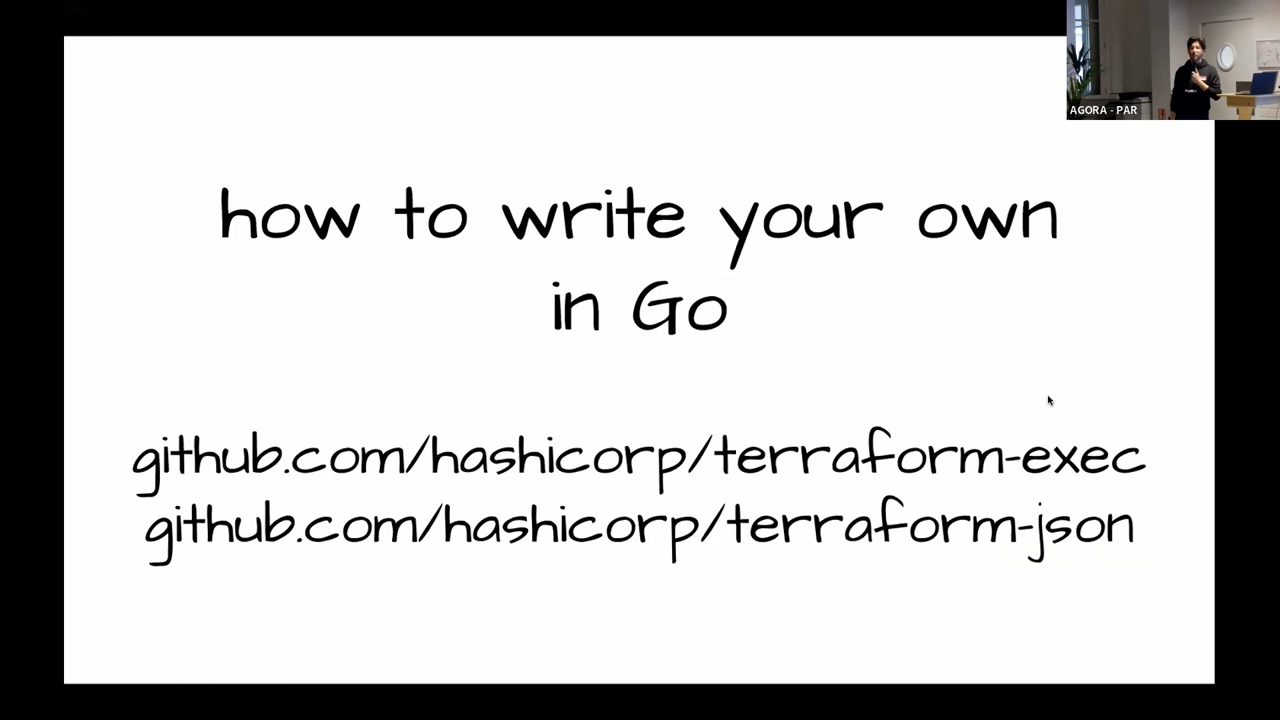 AGORA - PAR
how to write your own
in Go
github.com/hashicorp/terraform-exec
github.com/hashicorp/terraform-json